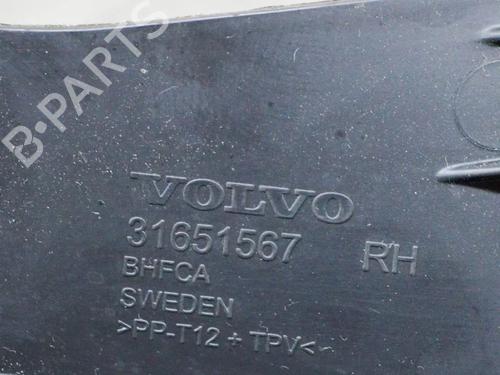 B-PARTS
VOLVO
31651567 RH
BHFCA
SWEDEN
>PP-T12 + TPV<